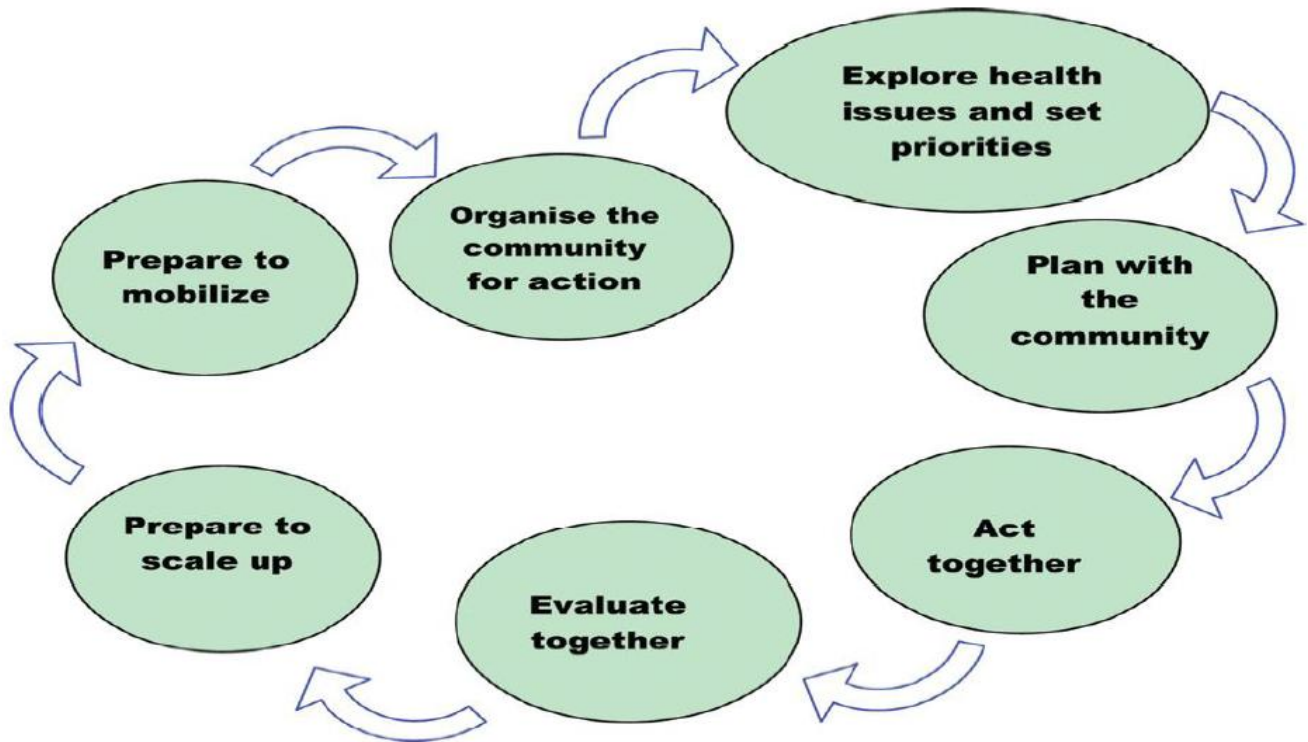 Prepare to
mobilize
Organise the
community
for action
Explore health
issues and set
priorities
Plan with
the
community
Act
together
Evaluate
together
Prepare to
scale up